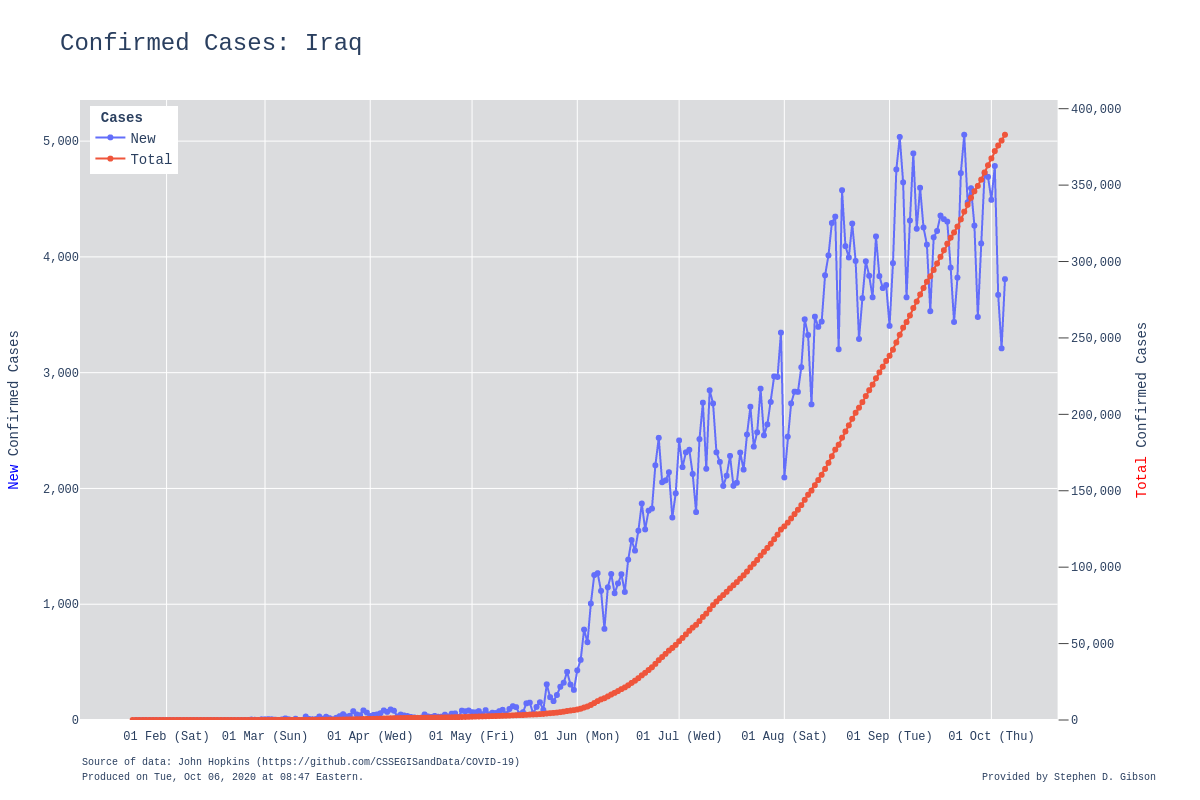 Confirmed Cases: Iraq
Cases
New
Total
5,000
4,000
3,000
2,000
1,000
0
New Confirmed Cases
400,000
350,000
300,000
250,000
200,000
150,000
100,000
50,000
0
Total Confirmed Cases
01 Feb (Sat) 01 Mar (Sun) 01 Apr (Wed) 01 May (Fri) 01 Jun (Mon) 01 Jul (Wed) 01 Aug (Sat) 01 Sep (Tue) 01 Oct (Thu)
Source of data: John Hopkins (https://github.com/CSSEGISandData/COVID-19)
Produced on Tue, Oct 06, 2020 at 08:47 Eastern.
Provided by Stephen D. Gibson